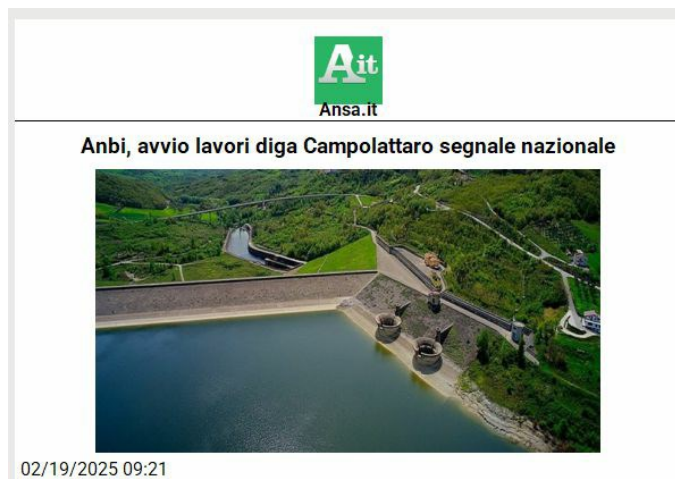 Ait
Ansa.it
Anbi, avvio lavori diga Campolattaro segnale nazionale
02/19/2025 09:21